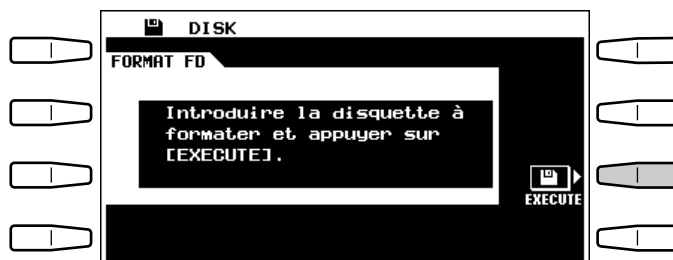 DISK
FORMAT FD
Introduire la disquette à
formater et appuyer sur
[EXECUTE].
EXECUTE